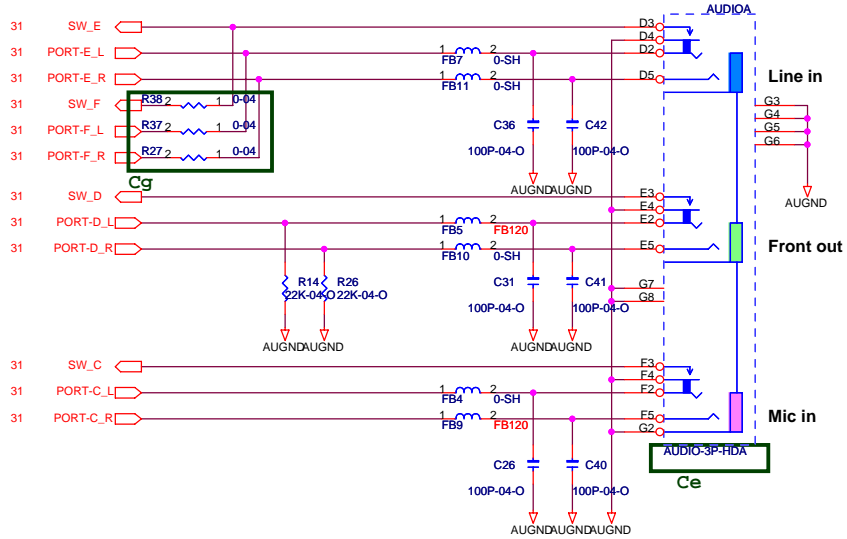 AUDIOA
31 SW_E D3
D4
31 PORT-E_L 1 2 D2
FB7 0-SH
31 PORT-E_R 1 2 D5 Line in
FB11 0-SH
31 SW_F R38 2 1 0-04 G3
G4
31 PORT-F_L R37 2 1 0-04 C36 C42 G5
G6
31 PORT-F_R R27 2 1 0-04 100P-04-O 100P-04-O
Cg
AUGND AUGND AUGND
31 SW_D E3
E4
31 PORT-D_L 1 2 E2
FB5 FB120
31 PORT-D_R 1 2 E5 Front out
FB10 0-SH
R14 R26 C31 C41 G7
22K-04-O 22K-04-O G8
100P-04-O 100P-04-O
AUGND AUGND AUGND AUGND
31 SW_C F3
F4
31 PORT-C_L 1 2 F2
FB4 0-SH
31 PORT-C_R 1 2 F5 Mic in
FB9 FB120 G2
AUDIO-3P-HDA
C26 C40 Ce
100P-04-O 100P-04-O
AUGND AUGND AUGND